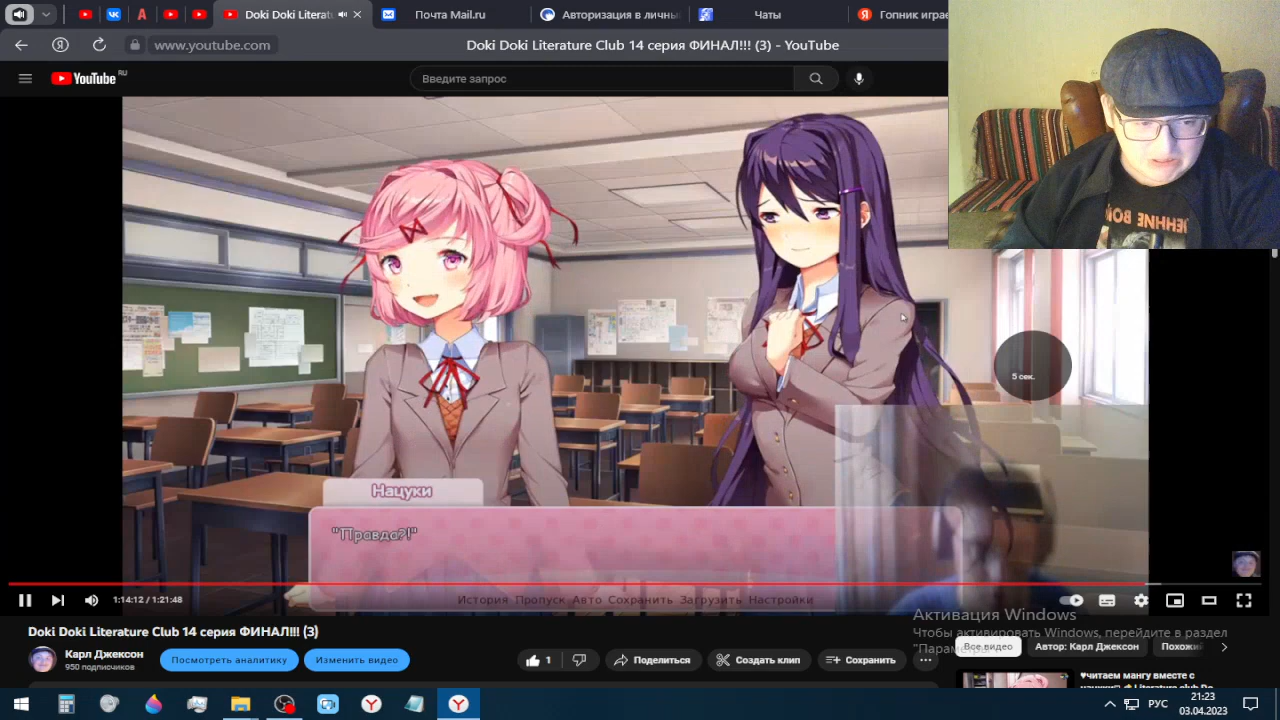 Doki Doki Literat
Почта Mail.ru
Авторизация в личны
Чаты
Гопник играе
www.youtube.com
Doki Doki Literature Club 14 серия ФИНАЛ!!! (3) - YouTube
YouTube RU
Введите запрос
5 сек.
Нацуки
"Правда?!"
История Пропуск Авто Сохранить Загрузить Настройки
1:14:12 / 1:21:48
Doki Doki Literature Club 14 серия ФИНАЛ!!! (3)
Карл Джексон
950 подписчиков
Посмотреть аналитику
Изменить видео
1
Поделиться
Создать клип
Сохранить
Активация Windows
Чтобы активировать Windows, перейдите в раздел
Все видео
Автор: Карл Джексон
Похожи
♥читаем мангу вместе с
РУС
21:23
03.04.2023